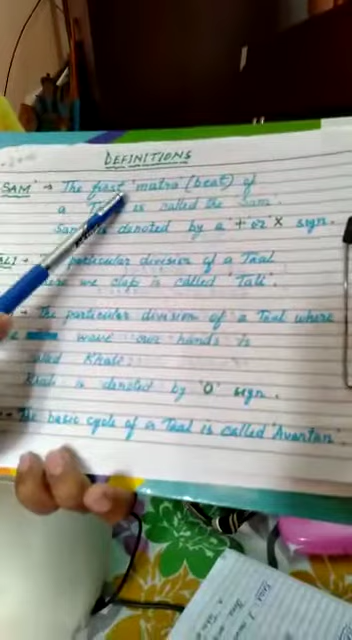 DEFINITIONS
SAM' → The first 'matra (beat) of
a is called the Sam.
Sam is denoted by a '+' or 'X' sign.
particular division of a Taal
we clap is called 'Tali'.
→ The particular division of a Taal where
wave our hands is
Khali.
Khali is denoted by 'O' sign.
The basic cycle of a Taal is called 'Avartan'.